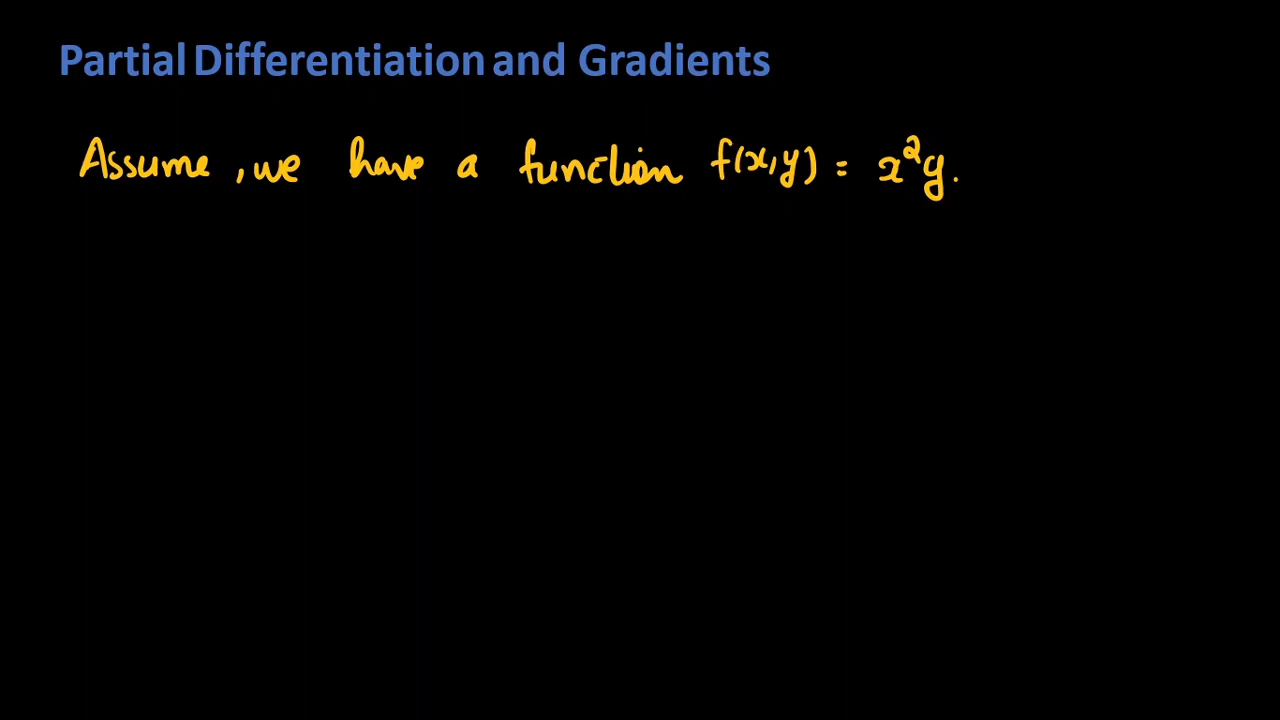 Partial Differentiation and Gradients
Assume, we have a function f(x,y) = x²y.